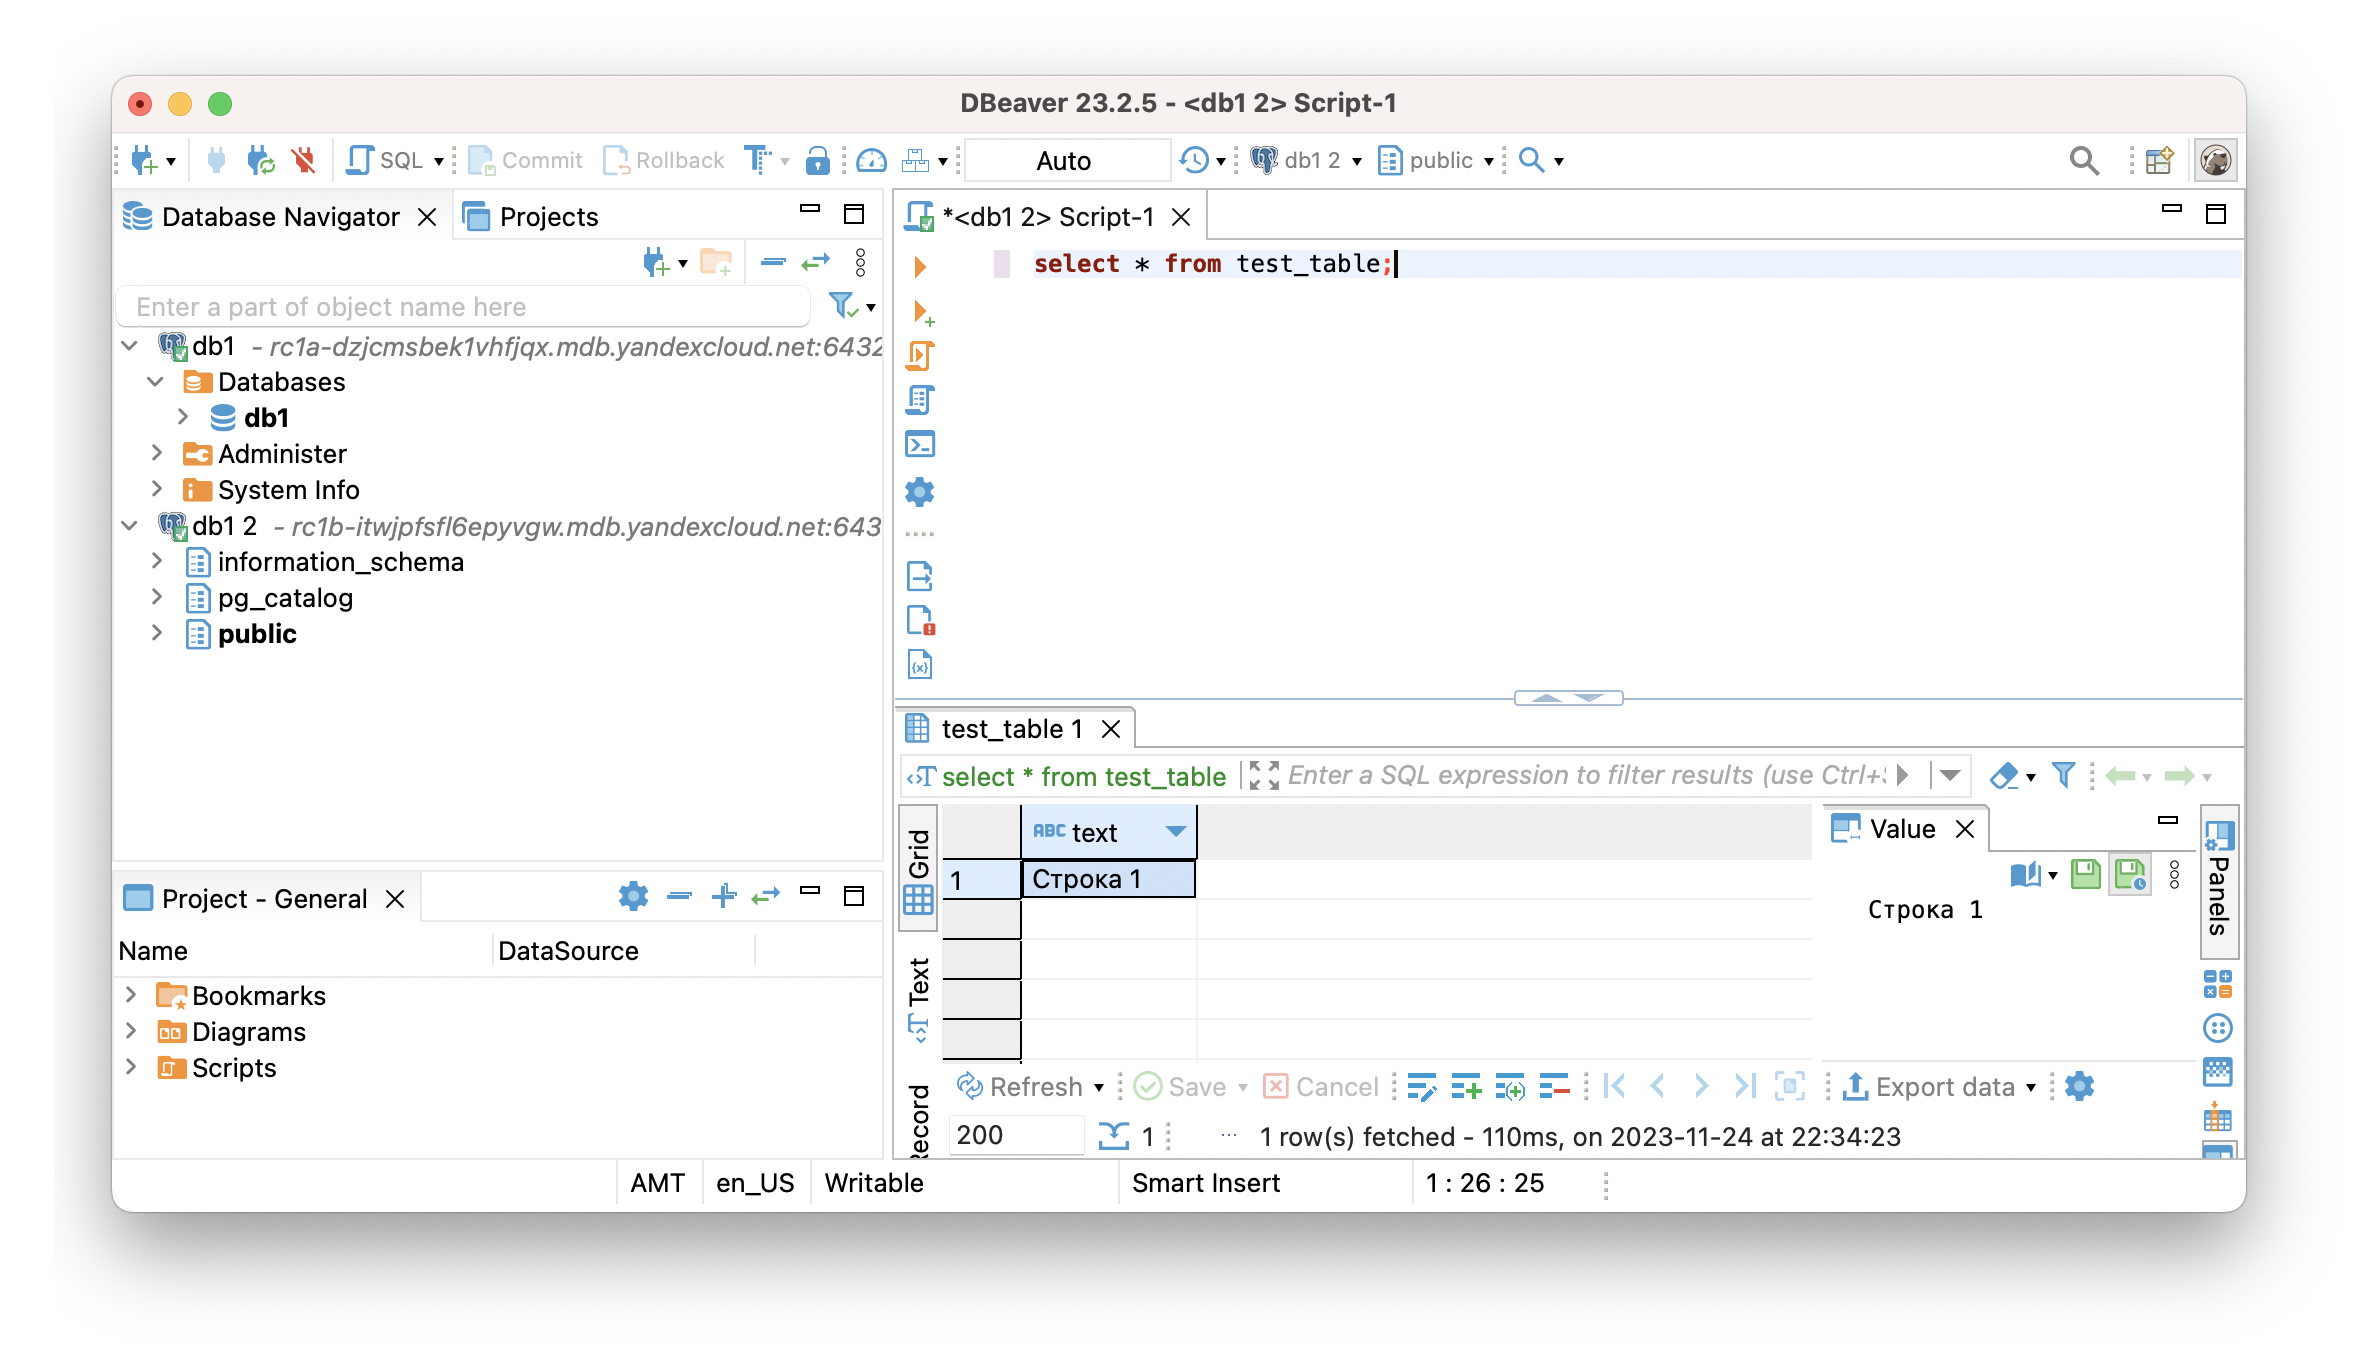 DBeaver 23.2.5 - <db1 2> Script-1
SQL Commit Rollback Auto db1 2 public
Database Navigator Projects
Enter a part of object name here
db1 - rc1a-dzjcmsbek1vhfjqx.mdb.yandexcloud.net:6432
Databases
db1
Administer
System Info
db1 2 - rc1b-itwjpfsfl6epyvgw.mdb.yandexcloud.net:643
information_schema
pg_catalog
public
Project - General
Name DataSource
Bookmarks
Diagrams
Scripts
*<db1 2> Script-1
select * from test_table;
test_table 1
select * from test_table Enter a SQL expression to filter results (use Ctrl+
Grid
Text
Record
ABC text
1 Строка 1
Value
Строка 1
Panels
Refresh Save Cancel Export data
200 1 ... 1 row(s) fetched - 110ms, on 2023-11-24 at 22:34:23
AMT en_US Writable Smart Insert 1 : 26 : 25